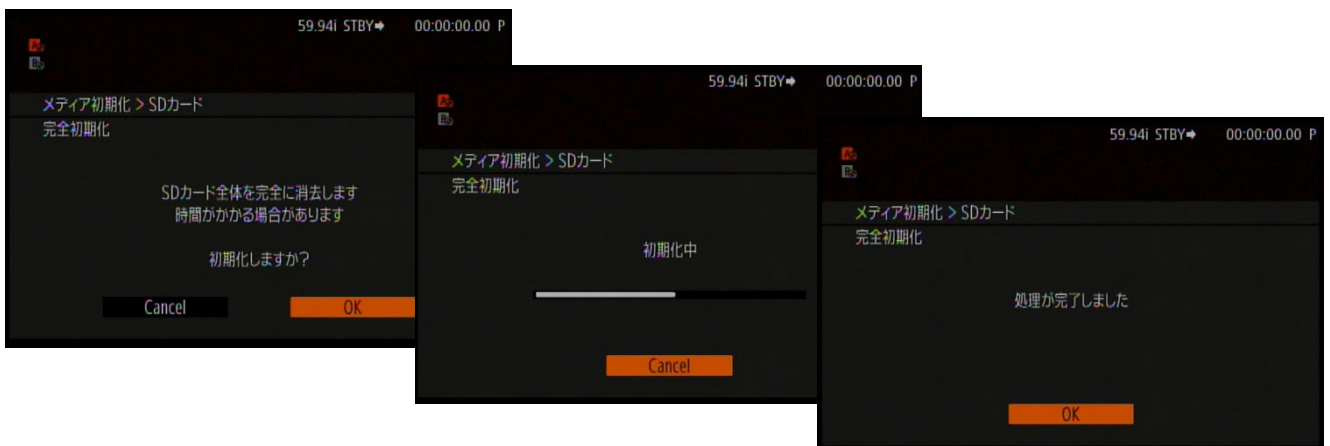 59.94i STBY➡ 00:00:00.00 P
A
B
メディア初期化 > SDカード
完全初期化
SDカード全体を完全に消去します
時間がかかる場合があります
初期化しますか?
Cancel OK
59.94i STBY➡ 00:00:00.00 P
A
B
メディア初期化 > SDカード
完全初期化
初期化中
Cancel
59.94i STBY➡ 00:00:00.00 P
A
B
メディア初期化 > SDカード
完全初期化
処理が完了しました
OK